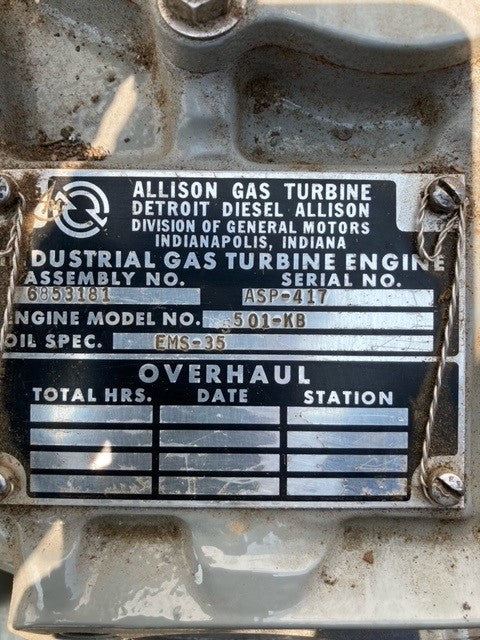 ALLISON GAS TURBINE
DETROIT DIESEL ALLISON
DIVISION OF GENERAL MOTORS
INDIANAPOLIS, INDIANA
DUSTRIAL GAS TURBINE ENGINE
ASSEMBLY NO. SERIAL NO.
6853181 ASP-417
NGINE MODEL NO. 501-KB
OIL SPEC. EMS-35
OVERHAUL
TOTAL HRS. DATE STATION